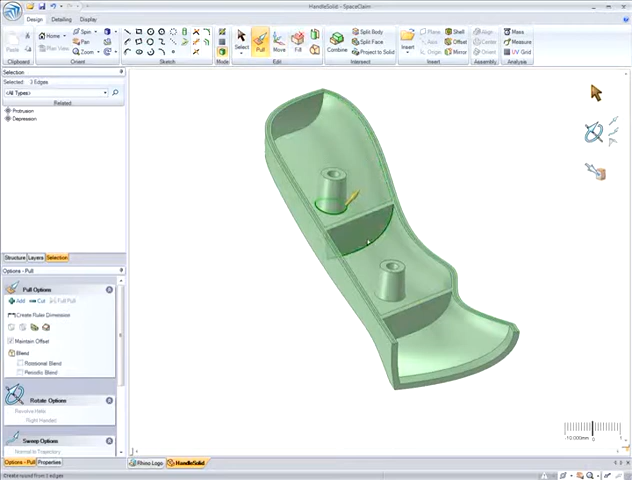 HandleSolid - SpaceClaim
Design Detailing Display
Paste Home Spin Select Pull Move Fill Combine Split Body Insert Plane Shell Align Mass
Plan View Pan Split Face Axis Offset Center Measure
Zoom Project to Solid Origin Mirror Orient UV Grid
Clipboard Orient Sketch Mode Edit Intersect Insert Assembly Analysis
Selection
Selected: 3 Edges
<All Types>
Related:
Protrusion
Depression
Structure Layers Selection
Options - Pull
Pull Options
Add Cut Full Pull
Create Ruler Dimension
Maintain Offset
Blend
Rotational Blend
Periodic Blend
Rotate Options
Revolve Helix
Right Handed
Sweep Options
Normal to Trajectory
10.000mm 0
Options - Pull Properties
Rhino Logo HandleSolid
Create round from 3 edges